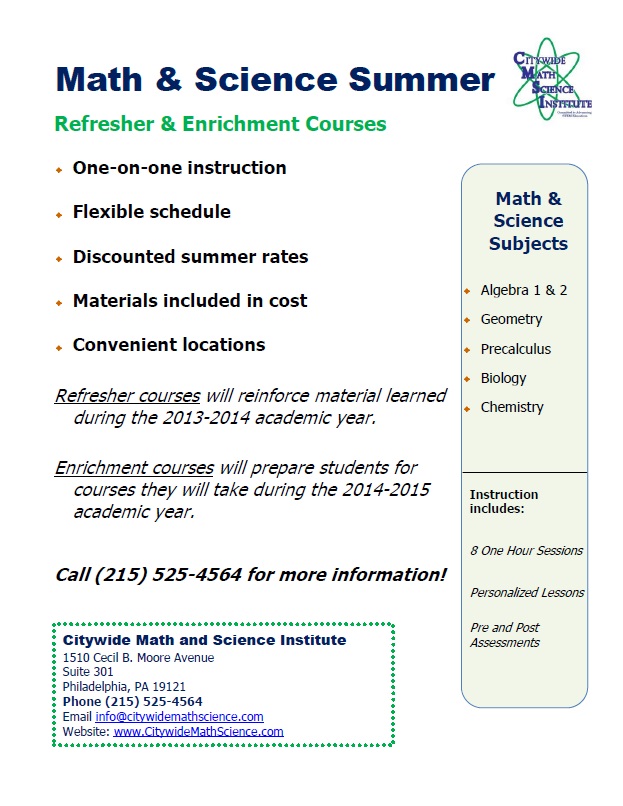 Math & Science Summer
CITYWIDE
MATH
SCIENCE
INSTITUTE
Refresher & Enrichment Courses
One-on-one instruction
Flexible schedule
Discounted summer rates
Materials included in cost
Convenient locations
Refresher courses will reinforce material learned
during the 2013-2014 academic year.
Enrichment courses will prepare students for
courses they will take during the 2014-2015
academic year.
Call (215) 525-4564 for more information!
Citywide Math and Science Institute
1510 Cecil B. Moore Avenue
Suite 301
Philadelphia, PA 19121
Phone (215) 525-4564
Email info@citywidemathscience.com
Website: www.CitywideMathScience.com
Math &
Science
Subjects
Algebra 1 & 2
Geometry
Precalculus
Biology
Chemistry
Instruction
includes:
8 One Hour Sessions
Personalized Lessons
Pre and Post
Assessments